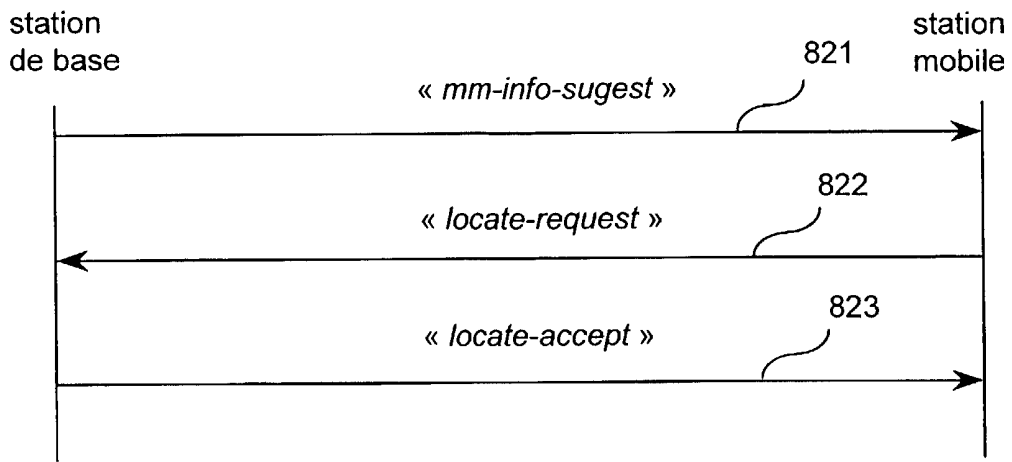 station
de base
station
mobile
821
« mm-info-sugest »
822
« locate-request »
823
« locate-accept »